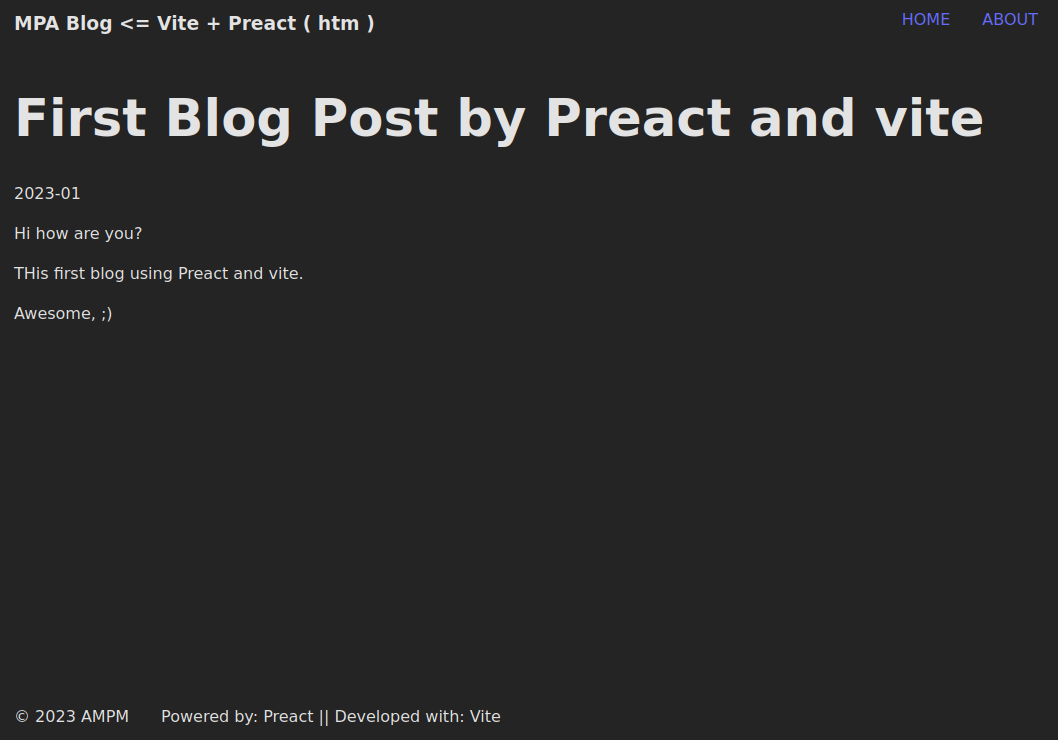 MPA Blog <= Vite + Preact ( htm )
HOME ABOUT
First Blog Post by Preact and vite
2023-01
Hi how are you?
THis first blog using Preact and vite.
Awesome, ;)
© 2023 AMPM Powered by: Preact || Developed with: Vite